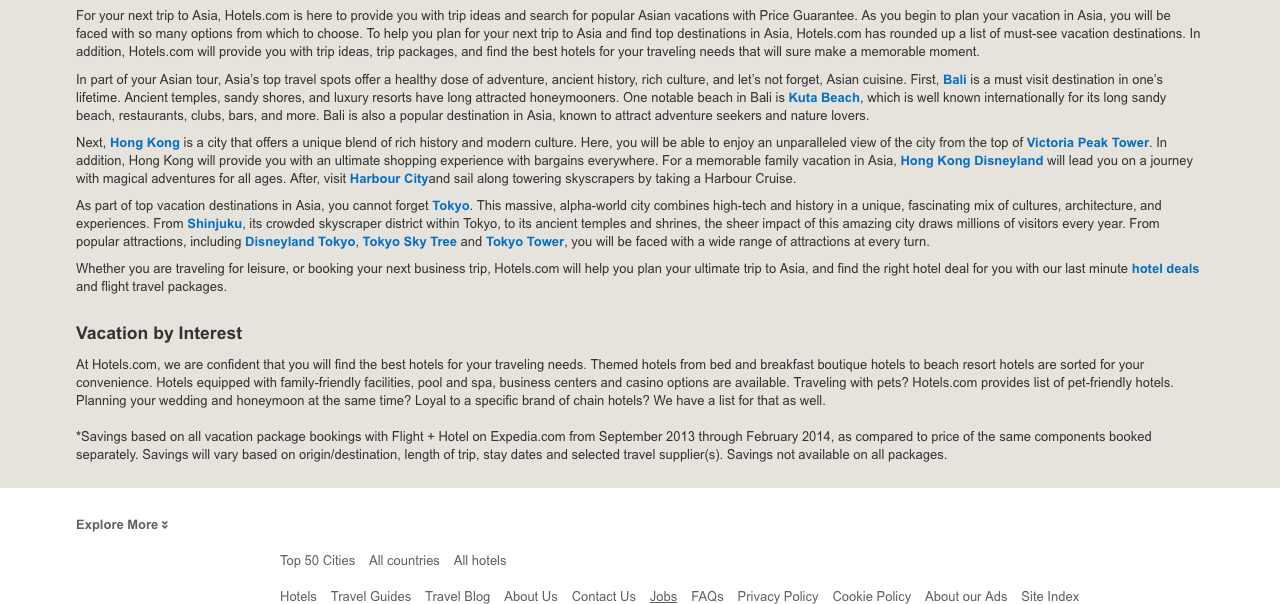 For your next trip to Asia, Hotels.com is here to provide you with trip ideas and search for popular Asian vacations with Price Guarantee. As you begin to plan your vacation in Asia, you will be
faced with so many options from which to choose. To help you plan for your next trip to Asia and find top destinations in Asia, Hotels.com has rounded up a list of must-see vacation destinations. In
addition, Hotels.com will provide you with trip ideas, trip packages, and find the best hotels for your traveling needs that will sure make a memorable moment.
In part of your Asian tour, Asia’s top travel spots offer a healthy dose of adventure, ancient history, rich culture, and let’s not forget, Asian cuisine. First, Bali is a must visit destination in one’s
lifetime. Ancient temples, sandy shores, and luxury resorts have long attracted honeymooners. One notable beach in Bali is Kuta Beach, which is well known internationally for its long sandy
beach, restaurants, clubs, bars, and more. Bali is also a popular destination in Asia, known to attract adventure seekers and nature lovers.
Next, Hong Kong is a city that offers a unique blend of rich history and modern culture. Here, you will be able to enjoy an unparalleled view of the city from the top of Victoria Peak Tower. In
addition, Hong Kong will provide you with an ultimate shopping experience with bargains everywhere. For a memorable family vacation in Asia, Hong Kong Disneyland will lead you on a journey
with magical adventures for all ages. After, visit Harbour Cityand sail along towering skyscrapers by taking a Harbour Cruise.
As part of top vacation destinations in Asia, you cannot forget Tokyo. This massive, alpha-world city combines high-tech and history in a unique, fascinating mix of cultures, architecture, and
experiences. From Shinjuku, its crowded skyscraper district within Tokyo, to its ancient temples and shrines, the sheer impact of this amazing city draws millions of visitors every year. From
popular attractions, including Disneyland Tokyo, Tokyo Sky Tree and Tokyo Tower, you will be faced with a wide range of attractions at every turn.
Whether you are traveling for leisure, or booking your next business trip, Hotels.com will help you plan your ultimate trip to Asia, and find the right hotel deal for you with our last minute hotel deals
and flight travel packages.
Vacation by Interest
At Hotels.com, we are confident that you will find the best hotels for your traveling needs. Themed hotels from bed and breakfast boutique hotels to beach resort hotels are sorted for your
convenience. Hotels equipped with family-friendly facilities, pool and spa, business centers and casino options are available. Traveling with pets? Hotels.com provides list of pet-friendly hotels.
Planning your wedding and honeymoon at the same time? Loyal to a specific brand of chain hotels? We have a list for that as well.
*Savings based on all vacation package bookings with Flight + Hotel on Expedia.com from September 2013 through February 2014, as compared to price of the same components booked
separately. Savings will vary based on origin/destination, length of trip, stay dates and selected travel supplier(s). Savings not available on all packages.
Explore More
Top 50 Cities All countries All hotels
Hotels Travel Guides Travel Blog About Us Contact Us Jobs FAQs Privacy Policy Cookie Policy About our Ads Site Index